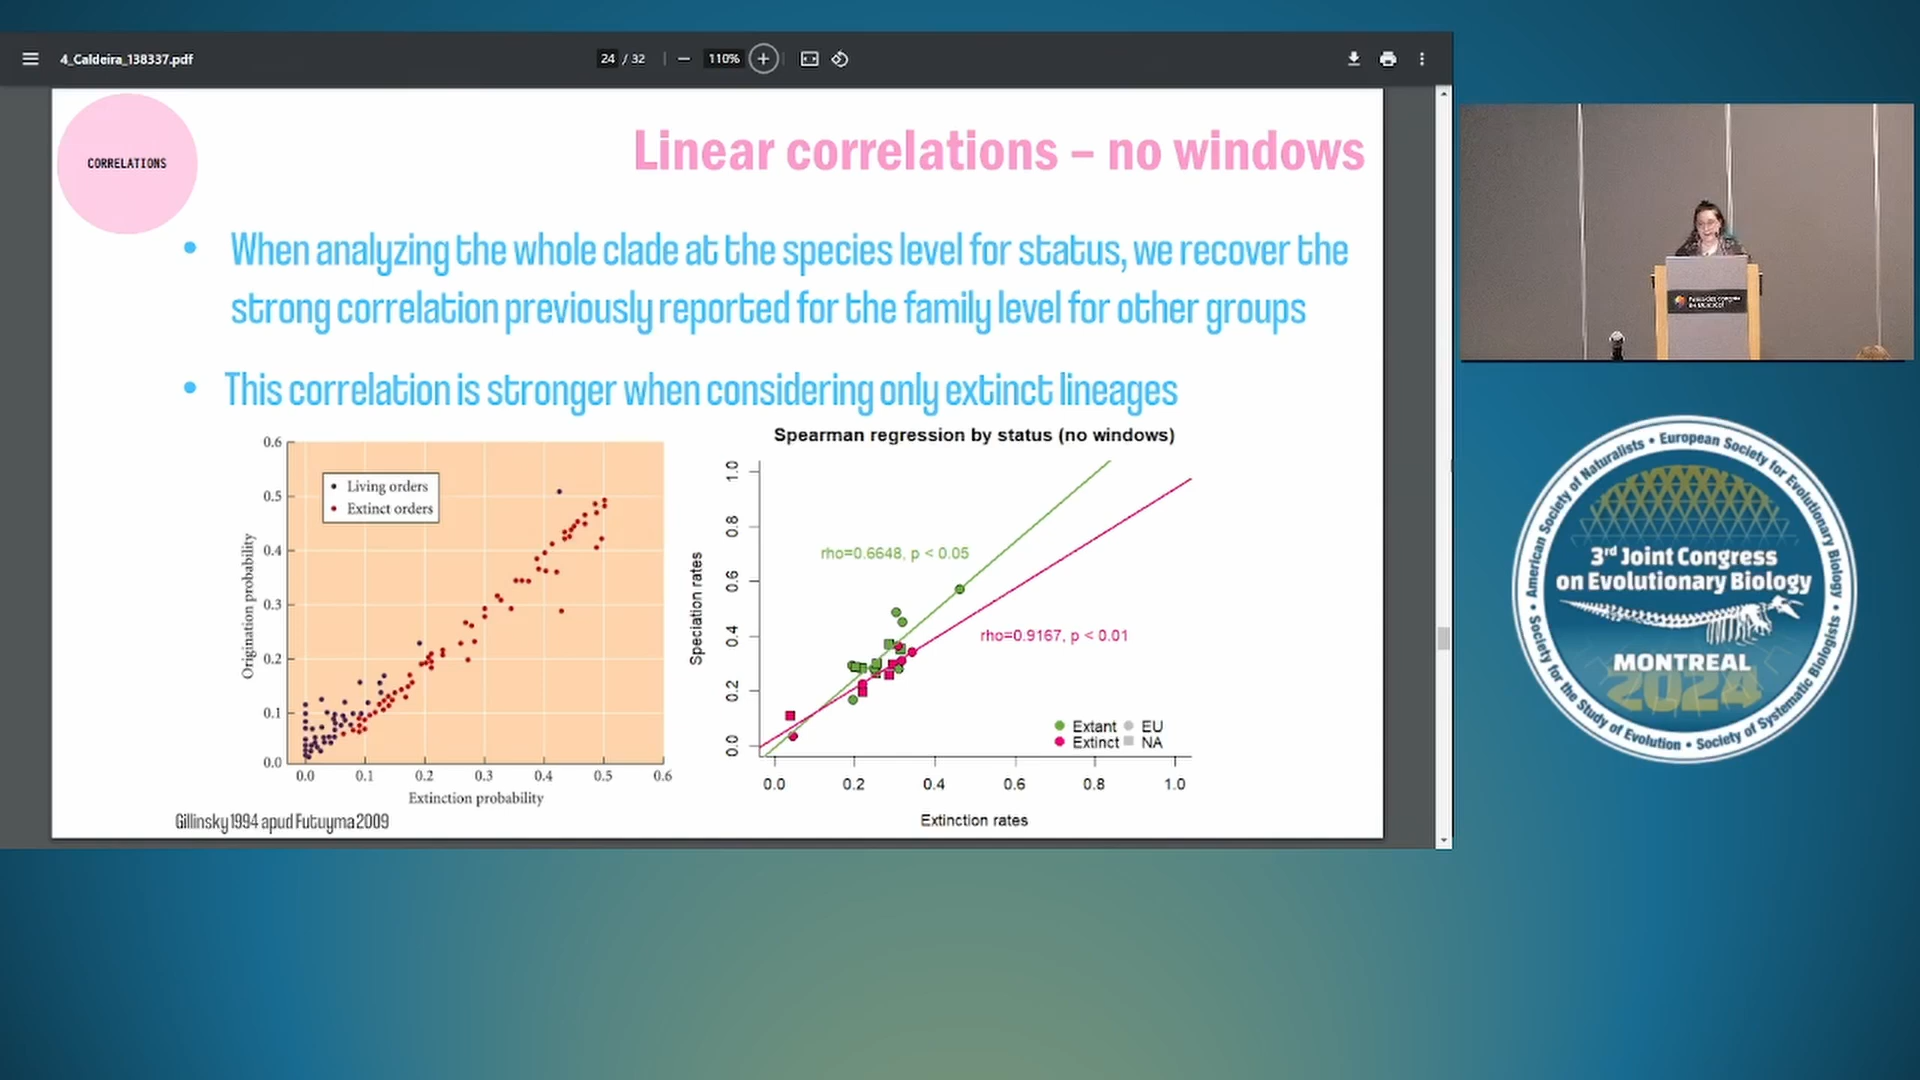 4_Caldeira_138337.pdf
24 / 32
110%
CORRELATIONS
Linear correlations – no windows
• When analyzing the whole clade at the species level for status, we recover the
strong correlation previously reported for the family level for other groups
• This correlation is stronger when considering only extinct lineages
0.6
0.5
0.4
0.3
0.2
0.1
0.0
Origination probability
Living orders
Extinct orders
0.0 0.1 0.2 0.3 0.4 0.5 0.6
Extinction probability
Gillinsky 1994 apud Futuyma 2009
Spearman regression by status (no windows)
1.0
0.8
0.6
0.4
0.2
0.0
Speciation rates
rho=0.6648, p < 0.05
rho=0.9167, p < 0.01
Extant EU
Extinct NA
0.0 0.2 0.4 0.6 0.8 1.0
Extinction rates
American Society of Naturalists • European Society for Evolutionary Biology •
Society for the Study of Evolution • Society of Systematic Biologists •
3rd Joint Congress
on Evolutionary Biology
MONTREAL
2024